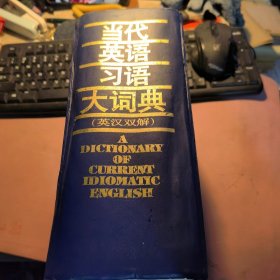 当代
英语
习语
大词典
(英汉双解)
A
DICTIONARY
OF
CURRENT
IDIOMATIC
ENGLISH